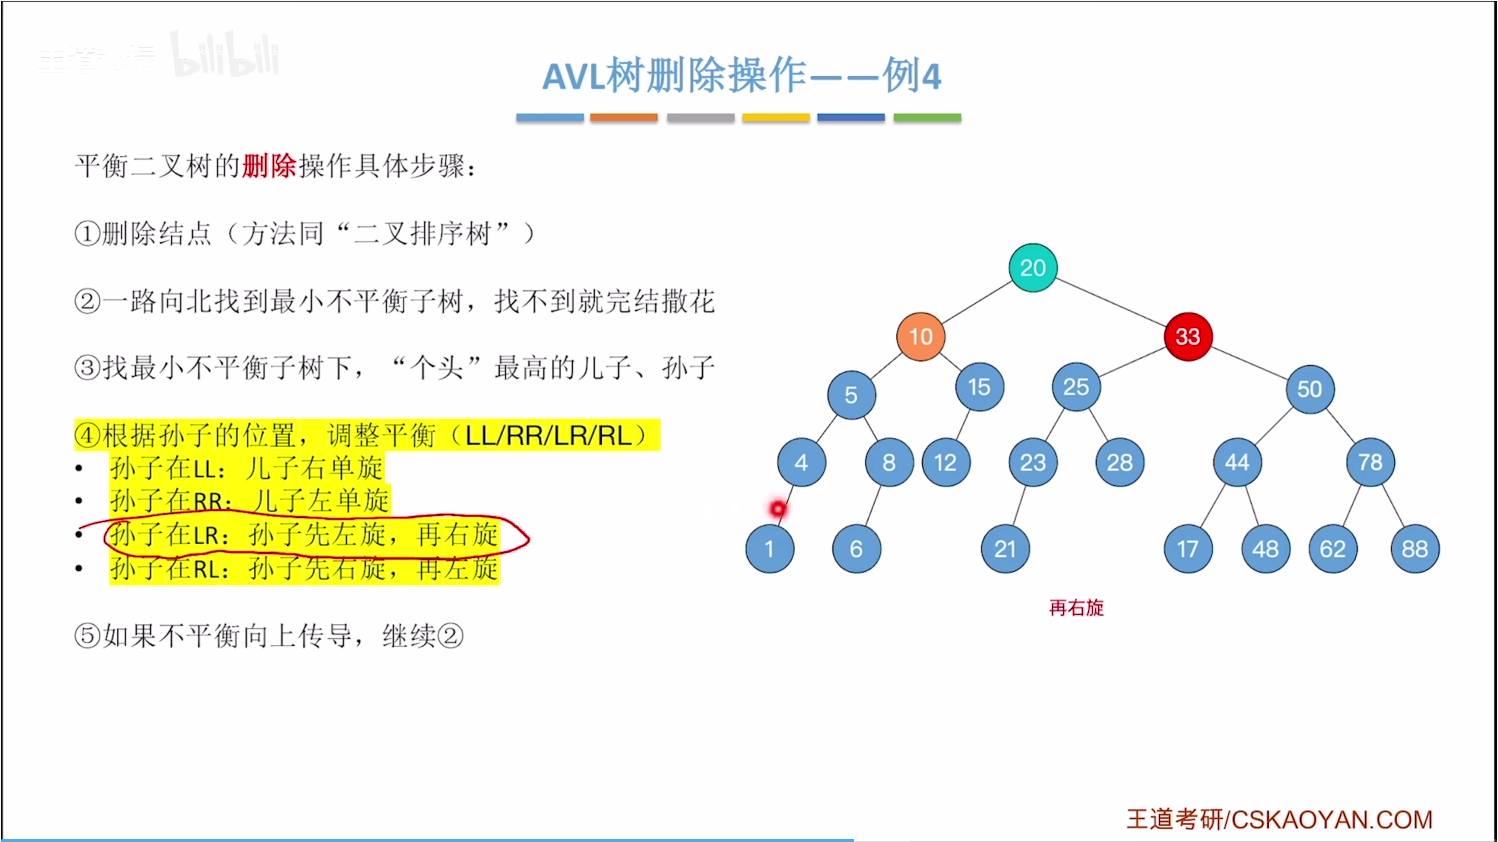 bilibili
AVL树删除操作——例4
平衡二叉树的删除操作具体步骤：
①删除结点（方法同“二叉排序树”）
②一路向北找到最小不平衡子树，找不到就完结撒花
③找最小不平衡子树下，“个头”最高的儿子、孙子
④根据孙子的位置，调整平衡（LL/RR/LR/RL）
• 孙子在LL：儿子右单旋
• 孙子在RR：儿子左单旋
• 孙子在LR：孙子先左旋，再右旋
• 孙子在RL：孙子先右旋，再左旋
⑤如果不平衡向上传导，继续②
20
10 33
5 15 25 50
4 8 12 23 28 44 78
1 6 21 17 48 62 88
再右旋
王道考研/CSKAOYAN.COM